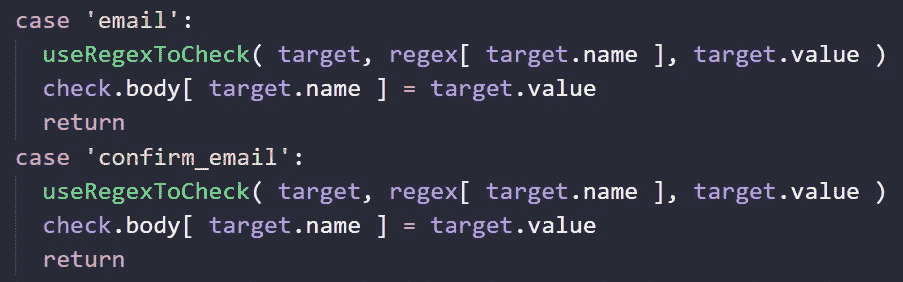 case 'email':
useRegexToCheck( target, regex[ target.name ], target.value )
check.body[ target.name ] = target.value
return
case 'confirm_email':
useRegexToCheck( target, regex[ target.name ], target.value )
check.body[ target.name ] = target.value
return